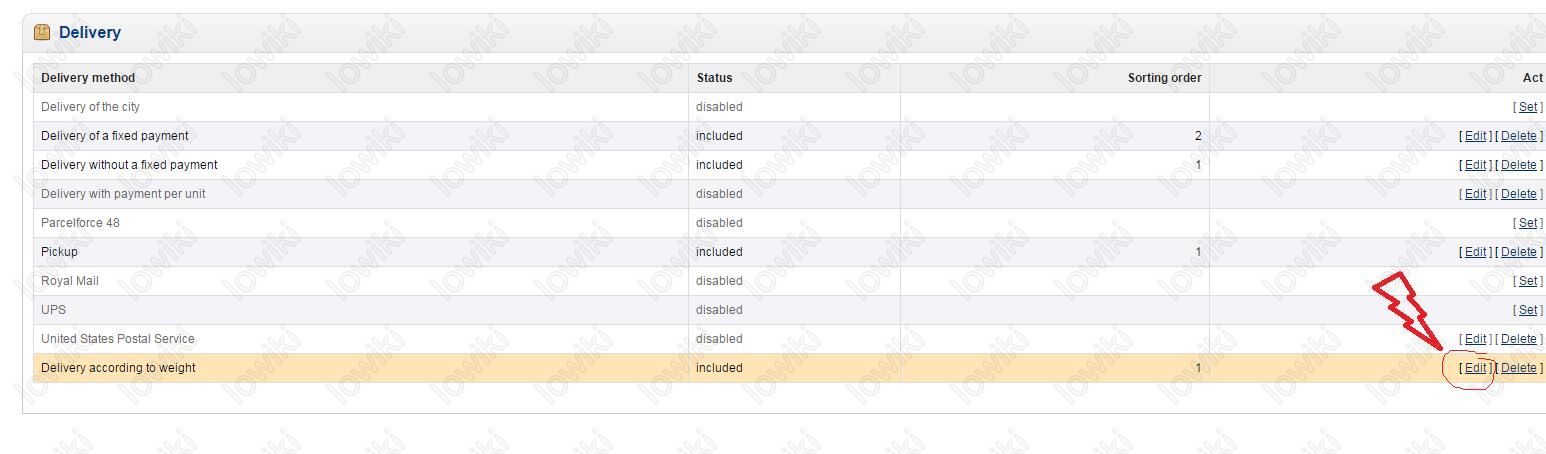 Delivery
Delivery method Status Sorting order Act
Delivery of the city disabled [ Set ]
Delivery of a fixed payment included 2 [ Edit ] [ Delete ]
Delivery without a fixed payment included 1 [ Edit ] [ Delete ]
Delivery with payment per unit disabled [ Edit ] [ Delete ]
Parcelforce 48 disabled [ Set ]
Pickup included 1 [ Edit ] [ Delete ]
Royal Mail disabled [ Set ]
UPS disabled [ Set ]
United States Postal Service disabled [ Edit ] [ Delete ]
Delivery according to weight included 1 [ Edit ] [ Delete ]
lowiki